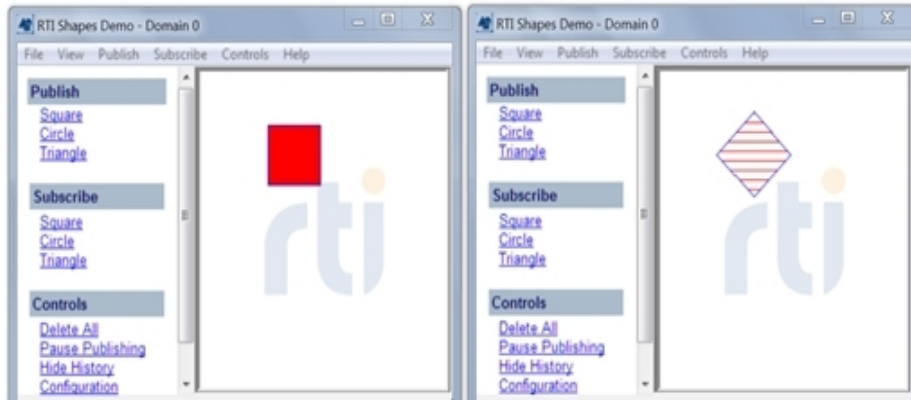 RTI Shapes Demo - Domain 0
File View Publish Subscribe Controls Help
Publish
Square
Circle
Triangle
Subscribe
Square
Circle
Triangle
Controls
Delete All
Pause Publishing
Hide History
Configuration
rti
RTI Shapes Demo - Domain 0
File View Publish Subscribe Controls Help
Publish
Square
Circle
Triangle
Subscribe
Square
Circle
Triangle
Controls
Delete All
Pause Publishing
Hide History
Configuration
rti